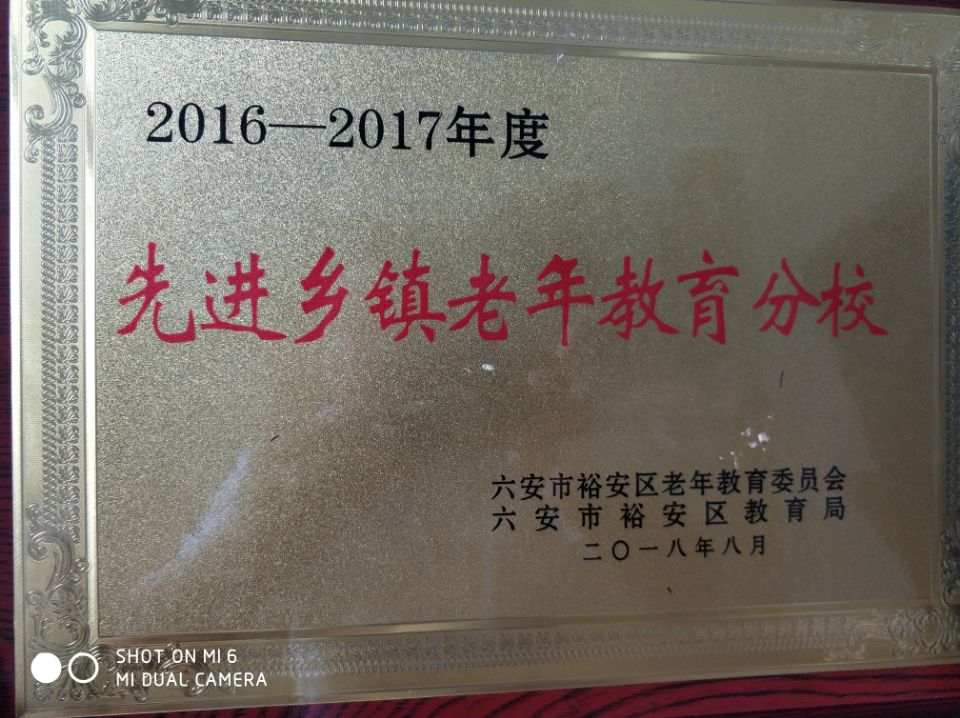 2016—2017年度
先进乡镇老年教育分校
六安市裕安区老年教育委员会
六安市裕安区教育局
二〇一八年八月
SHOT ON MI 6
MI DUAL CAMERA